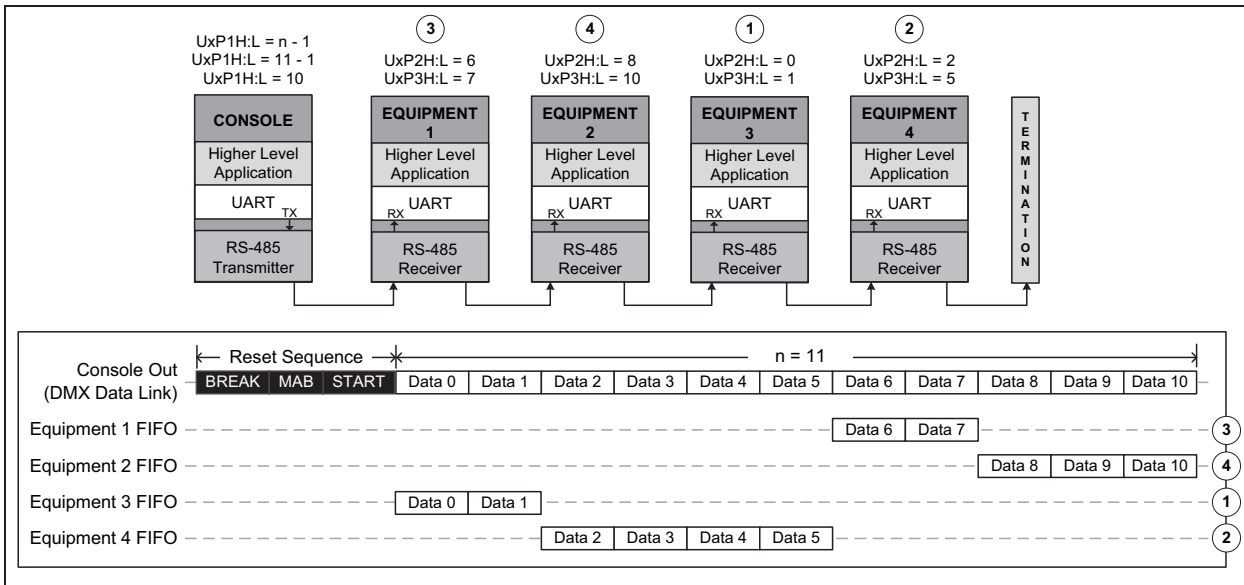 UxP1H:L = n - 1
UxP1H:L = 11 - 1
UxP1H:L = 10
CONSOLE
Higher Level
Application
UART
TX
RS-485
Transmitter
3
UxP2H:L = 6
UxP3H:L = 7
EQUIPMENT
1
Higher Level
Application
UART
RX
RS-485
Receiver
4
UxP2H:L = 8
UxP3H:L = 10
EQUIPMENT
2
Higher Level
Application
UART
RX
RS-485
Receiver
1
UxP2H:L = 0
UxP3H:L = 1
EQUIPMENT
3
Higher Level
Application
UART
RX
RS-485
Receiver
2
UxP2H:L = 2
UxP3H:L = 5
EQUIPMENT
4
Higher Level
Application
UART
RX
RS-485
Receiver
TERMINATION
Reset Sequence n = 11
Console Out
(DMX Data Link)
BREAK MAB START Data 0 Data 1 Data 2 Data 3 Data 4 Data 5 Data 6 Data 7 Data 8 Data 9 Data 10
Equipment 1 FIFO Data 6 Data 7 3
Equipment 2 FIFO Data 8 Data 9 Data 10 4
Equipment 3 FIFO Data 0 Data 1 1
Equipment 4 FIFO Data 2 Data 3 Data 4 Data 5 2